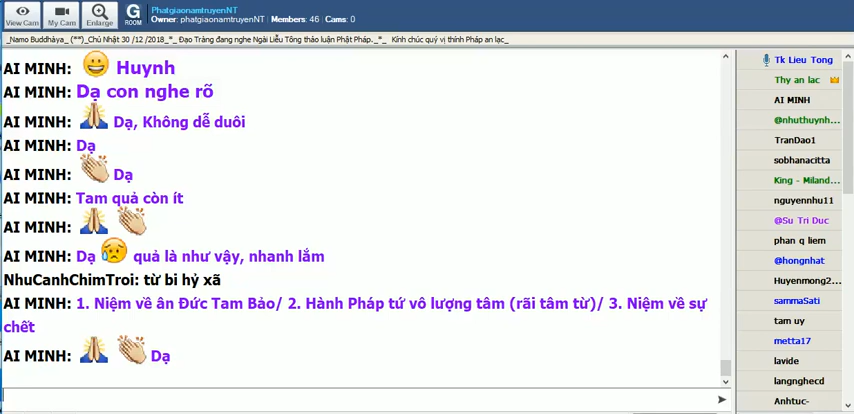 View Cam
My Cam
Enlarge
G
ROOM
PhatgiaonamtruyenNT
Owner: phatgiaonamtruyenNT | Members: 46 | Cams: 0
_Namo Buddhàya_ (**)_Chủ Nhật 30 /12 /2018_*_ Đạo Tràng đang nghe Ngài Liễu Tông thảo luận Phật Pháp._*_ Kính chúc quý vị thính Pháp an lạc_
AI MINH: Huynh
AI MINH: Dạ con nghe rõ
AI MINH: Dạ, Không dễ duôi
AI MINH: Dạ
AI MINH: Dạ
AI MINH: Tam quả còn ít
AI MINH:
AI MINH: Dạ quả là như vậy, nhanh lắm
NhuCanhChimTroi: từ bi hỷ xã
AI MINH: 1. Niệm về ân Đức Tam Bảo/ 2. Hành Pháp tứ vô lượng tâm (rãi tâm từ)/ 3. Niệm về sự
chết
AI MINH: Dạ
Tk Lieu Tong
Thy an lac
AI MINH
@nhuthuynh...
TranDao1
sobhanacitta
King - Miland...
nguyennhu11
@Su Tri Duc
phan q liem
@hongnhat
Huyenmong2...
sammaSati
tam uy
metta17
lavide
langnghecd
Anhtuc-